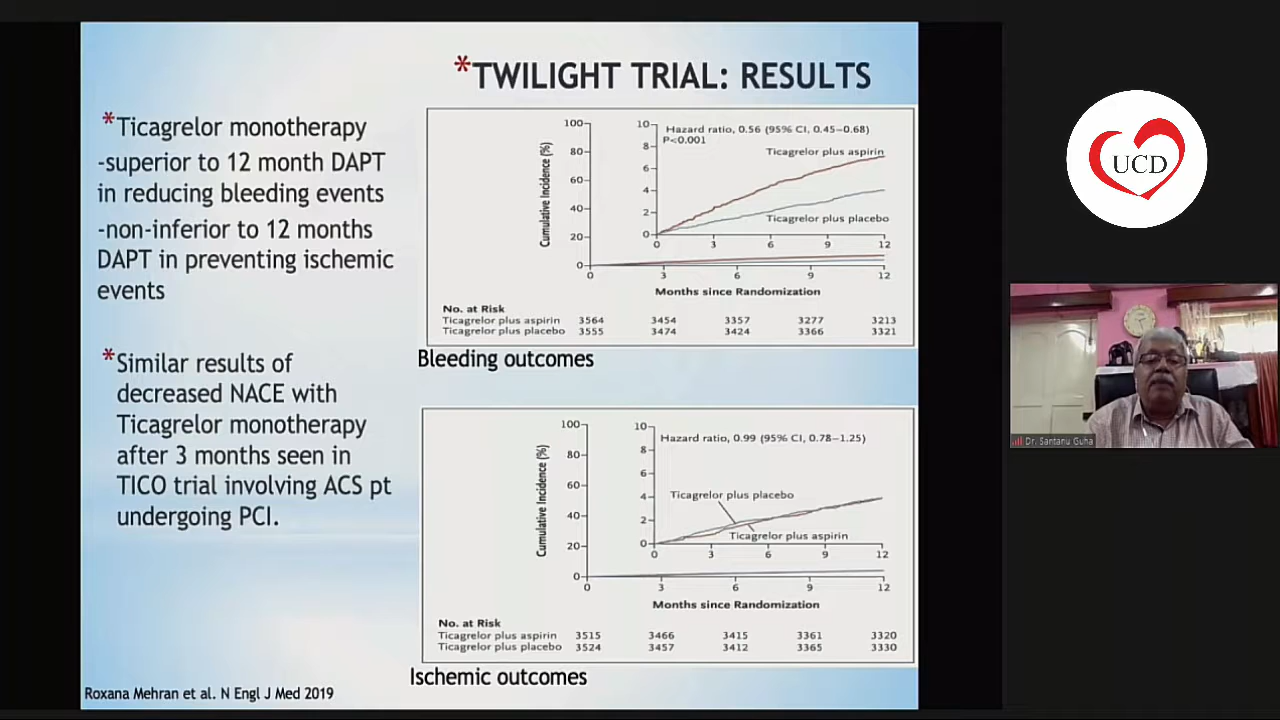 *TWILIGHT TRIAL: RESULTS
*Ticagrelor monotherapy
-superior to 12 month DAPT
in reducing bleeding events
-non-inferior to 12 months
DAPT in preventing ischemic
events
*Similar results of
decreased NACE with
Ticagrelor monotherapy
after 3 months seen in
TICO trial involving ACS pt
undergoing PCI.
Roxana Mehran et al. N Engl J Med 2019
Cumulative Incidence (%)
100
80
60
40
20
0
10
8
6
4
2
0
Hazard ratio, 0.56 (95% CI, 0.45–0.68)
P<0.001
Ticagrelor plus aspirin
Ticagrelor plus placebo
0 3 6 9 12
0 3 6 9 12
Months since Randomization
No. at Risk
Ticagrelor plus aspirin 3564 3454 3357 3277 3213
Ticagrelor plus placebo 3555 3474 3424 3366 3321
Bleeding outcomes
Cumulative Incidence (%)
100
80
60
40
20
0
10
8
6
4
2
0
Hazard ratio, 0.99 (95% CI, 0.78–1.25)
Ticagrelor plus placebo
Ticagrelor plus aspirin
0 3 6 9 12
0 3 6 9 12
Months since Randomization
No. at Risk
Ticagrelor plus aspirin 3515 3466 3415 3361 3320
Ticagrelor plus placebo 3524 3457 3412 3365 3330
Ischemic outcomes
UCD
Dr. Santanu Guha